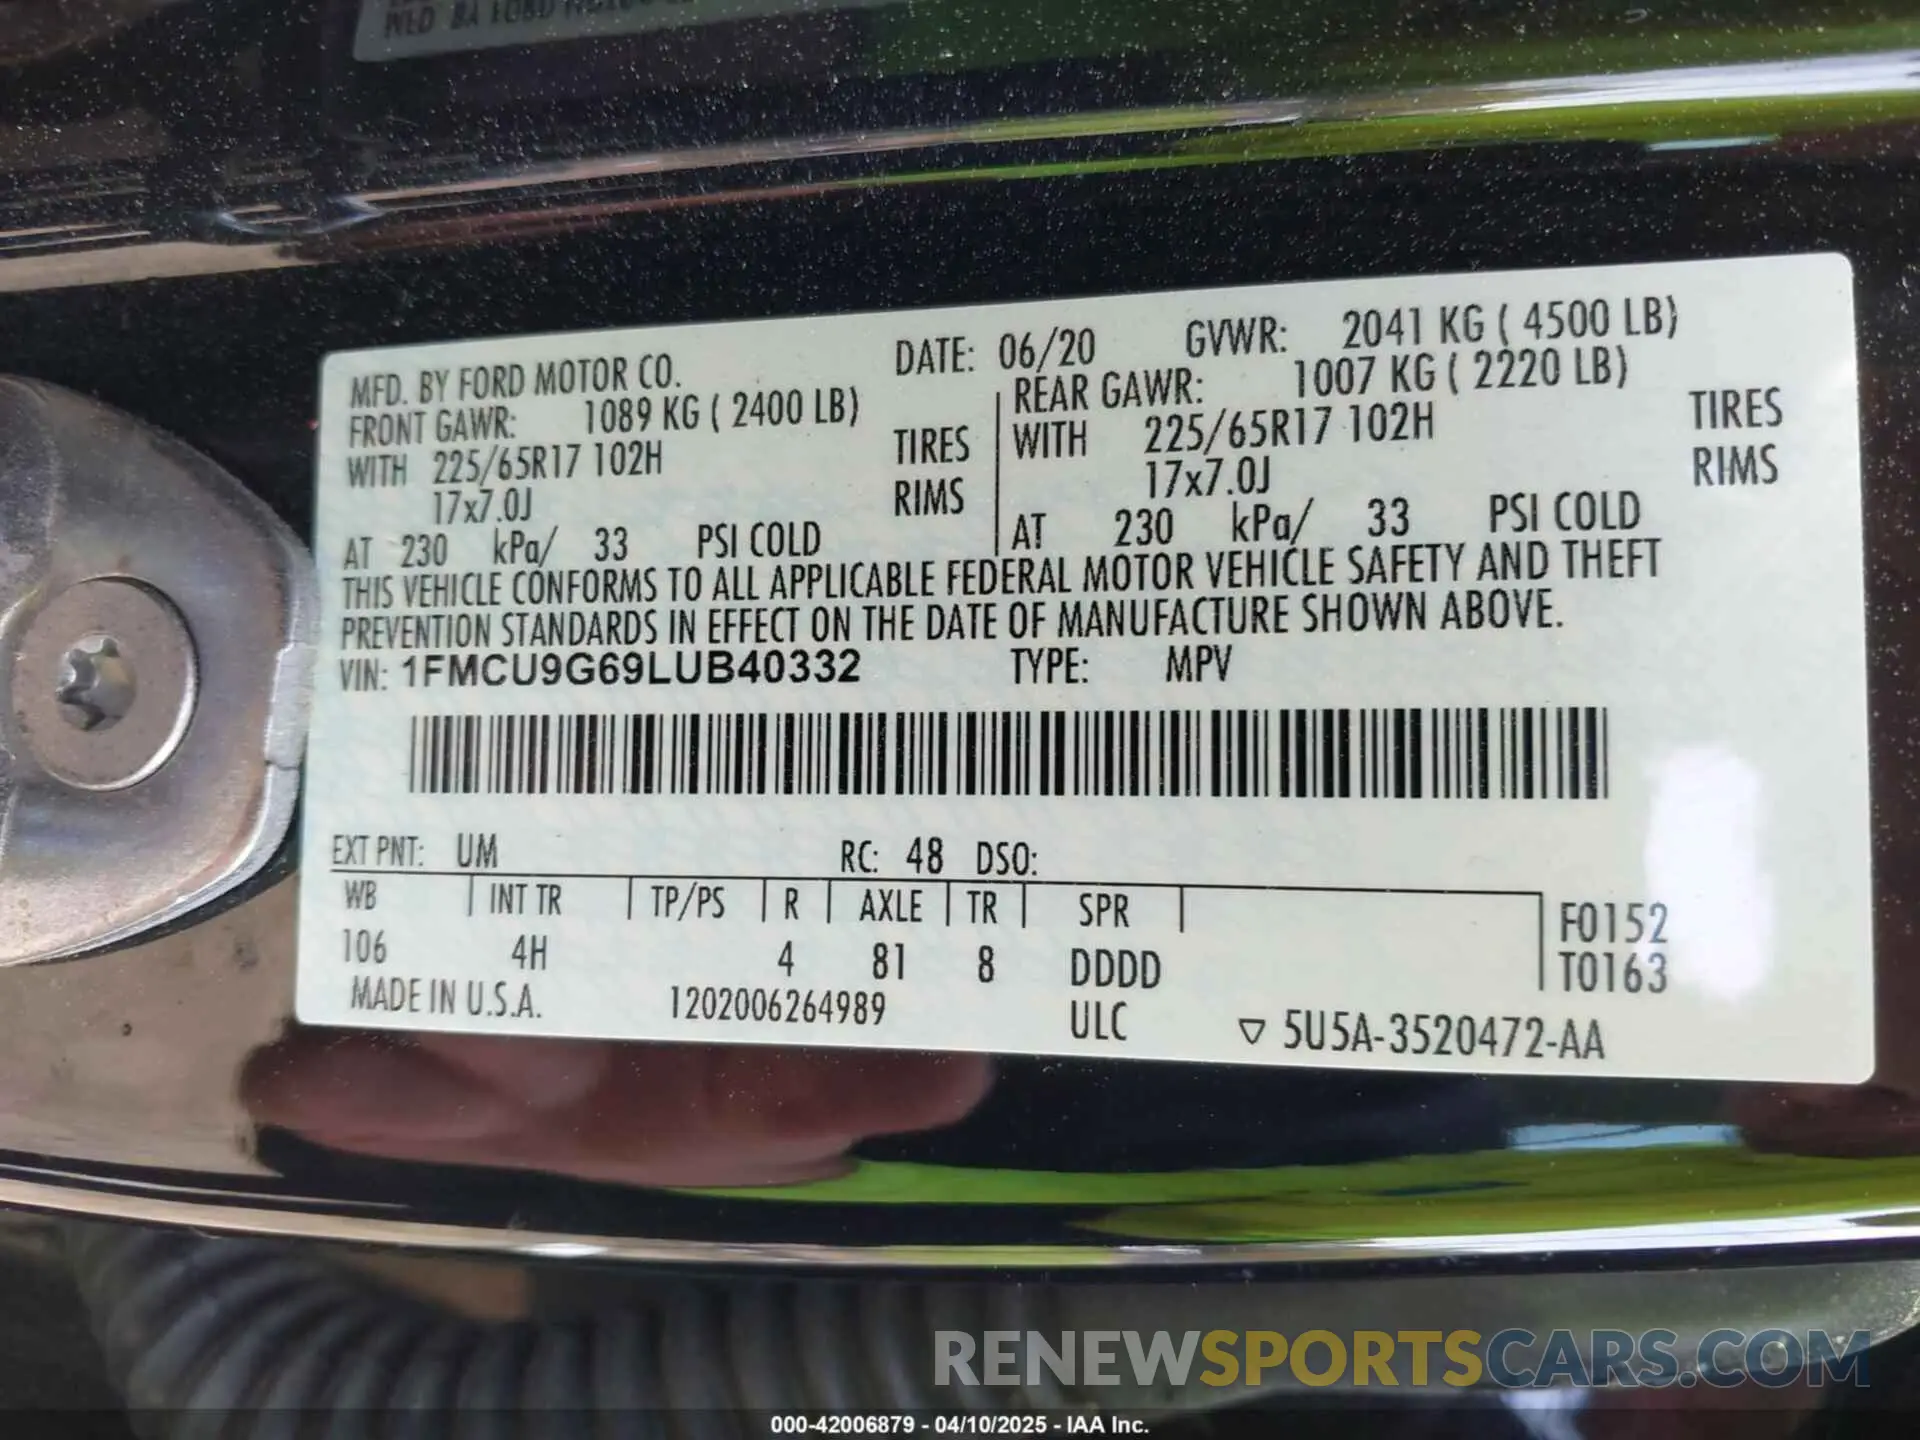 MFD. BY FORD MOTOR CO. DATE: 06/20 GVWR: 2041 KG ( 4500 LB)
FRONT GAWR: 1089 KG ( 2400 LB) REAR GAWR: 1007 KG ( 2220 LB)
WITH 225/65R17 102H TIRES WITH 225/65R17 102H TIRES
17x7.0J RIMS 17x7.0J RIMS
AT 230 kPa/ 33 PSI COLD AT 230 kPa/ 33 PSI COLD
THIS VEHICLE CONFORMS TO ALL APPLICABLE FEDERAL MOTOR VEHICLE SAFETY AND THEFT
PREVENTION STANDARDS IN EFFECT ON THE DATE OF MANUFACTURE SHOWN ABOVE.
VIN: 1FMCU9G69LUB40332 TYPE: MPV
EXT PNT: UM RC: 48 DSO:
WB INT TR TP/PS R AXLE TR SPR F0152
106 4H 4 81 8 DDDD T0163
MADE IN U.S.A. 1202006264989 ULC ▽ 5U5A-3520472-AA
RENEWSPORTSCARS.COM
000-42006879 - 04/10/2025 - IAA Inc.